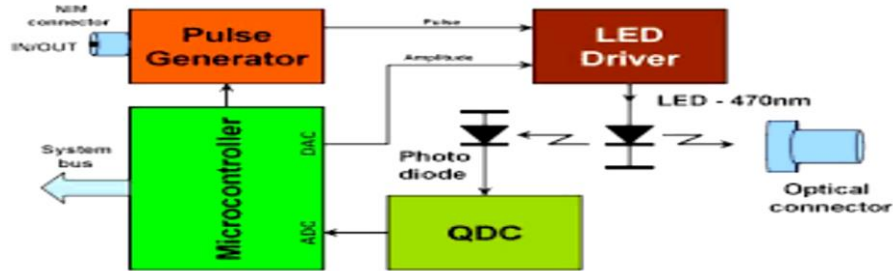 NIM
connector
IN/OUT
Pulse
Generator
Pulse
Amplitude
LED
Driver
LED - 470nm
System
bus
Microcontroller
DAC
ADC
Photo
diode
QDC
Optical
connector